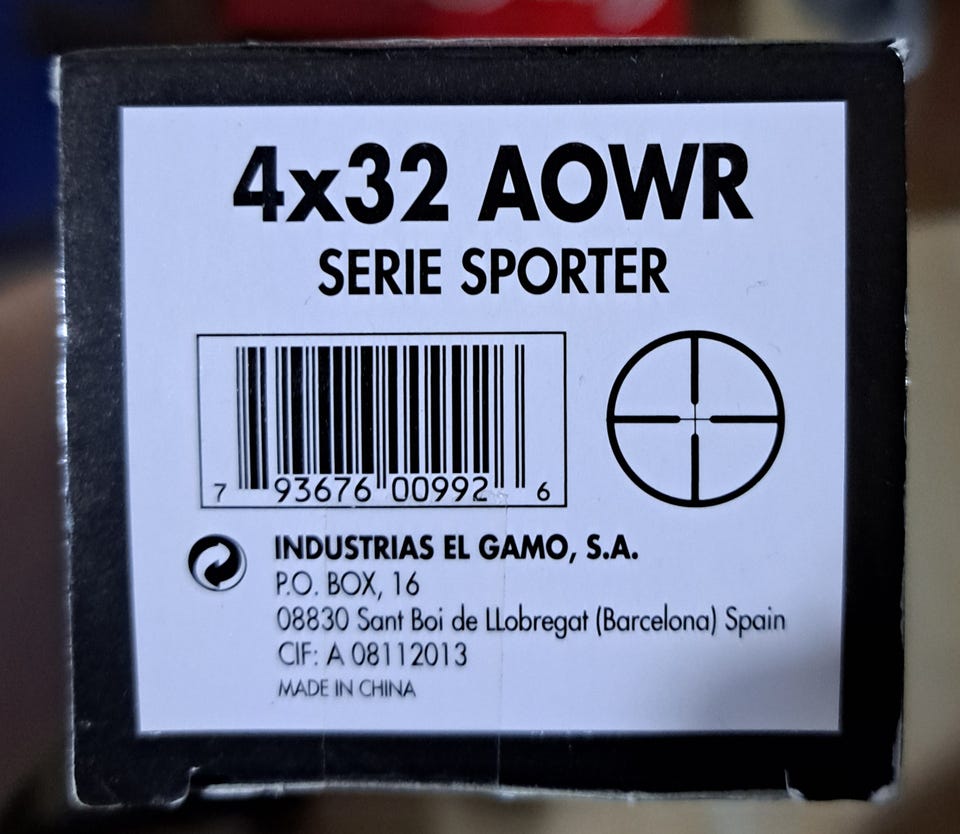 4x32 AOWR
SERIE SPORTER
7 93676 00992 6
INDUSTRIAS EL GAMO, S.A.
P.O. BOX, 16
08830 Sant Boi de LLobregat (Barcelona) Spain
CIF: A 08112013
MADE IN CHINA